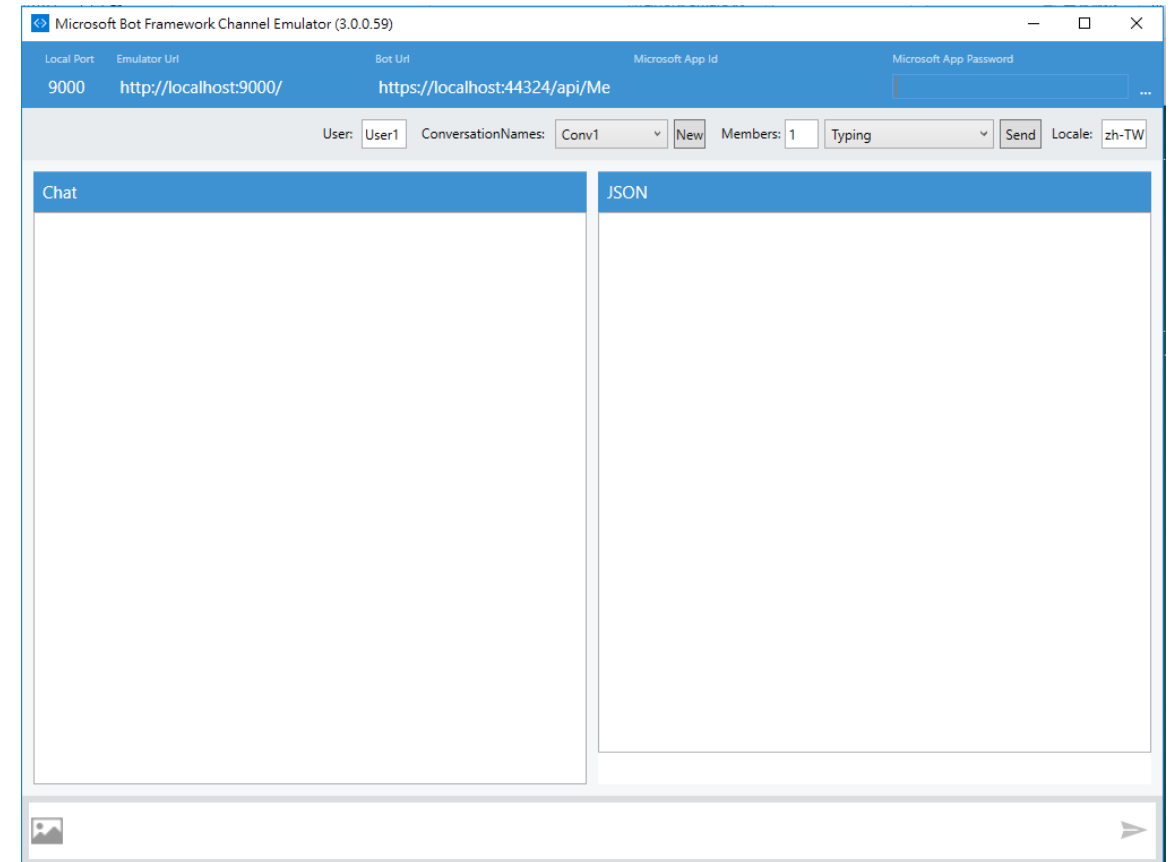 Microsoft Bot Framework Channel Emulator (3.0.0.59)
Local Port Emulator Url Bot Url Microsoft App Id Microsoft App Password
9000 http://localhost:9000/ https://localhost:44324/api/Me ...
User: User1 ConversationNames: Conv1 New Members: 1 Typing Send Locale: zh-TW
Chat JSON